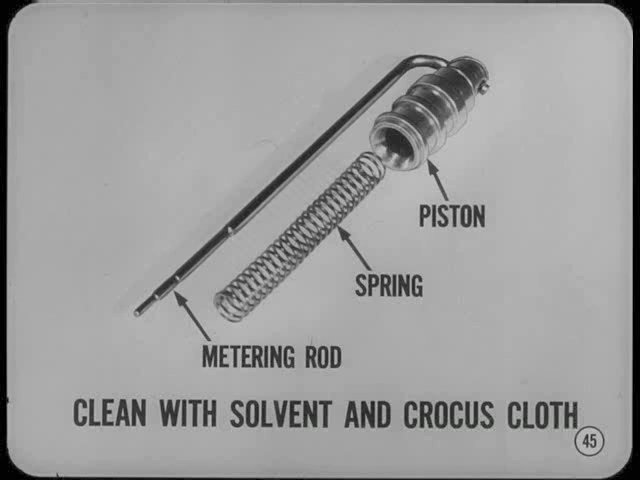 PISTON
SPRING
METERING ROD
CLEAN WITH SOLVENT AND CROCUS CLOTH
45